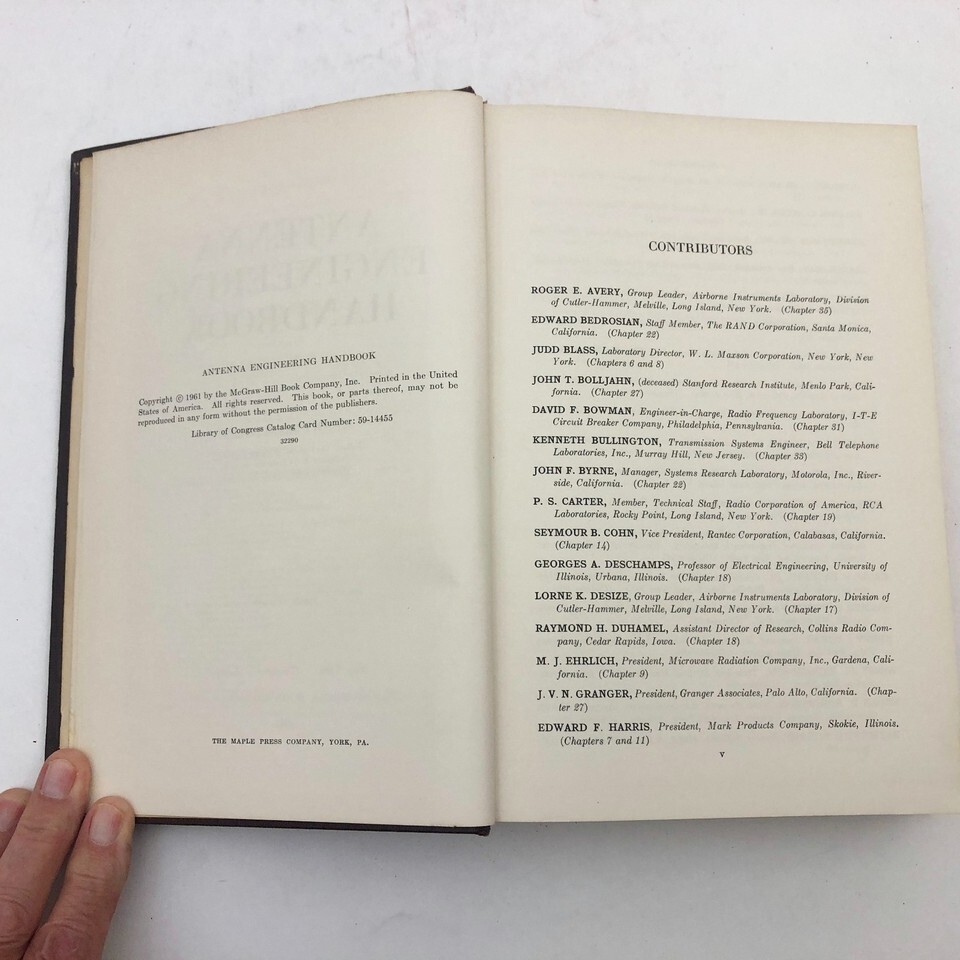 ANTENNA ENGINEERING HANDBOOK
Copyright © 1961 by the McGraw-Hill Book Company, Inc. Printed in the United
States of America. All rights reserved. This book, or parts thereof, may not be
reproduced in any form without the permission of the publishers.
Library of Congress Catalog Card Number: 59-14455
32290
THE MAPLE PRESS COMPANY, YORK, PA.
CONTRIBUTORS
ROGER E. AVERY, Group Leader, Airborne Instruments Laboratory, Division
of Cutler-Hammer, Melville, Long Island, New York. (Chapter 35)
EDWARD BEDROSIAN, Staff Member, The RAND Corporation, Santa Monica,
California. (Chapter 22)
JUDD BLASS, Laboratory Director, W. L. Maxson Corporation, New York, New
York. (Chapters 6 and 8)
JOHN T. BOLLJAHN, (deceased) Stanford Research Institute, Menlo Park, Cali-
fornia. (Chapter 27)
DAVID F. BOWMAN, Engineer-in-Charge, Radio Frequency Laboratory, I-T-E
Circuit Breaker Company, Philadelphia, Pennsylvania. (Chapter 31)
KENNETH BULLINGTON, Transmission Systems Engineer, Bell Telephone
Laboratories, Inc., Murray Hill, New Jersey. (Chapter 33)
JOHN F. BYRNE, Manager, Systems Research Laboratory, Motorola, Inc., River-
side, California. (Chapter 22)
P. S. CARTER, Member, Technical Staff, Radio Corporation of America, RCA
Laboratories, Rocky Point, Long Island, New York. (Chapter 19)
SEYMOUR B. COHN, Vice President, Rantec Corporation, Calabasas, California.
(Chapter 14)
GEORGES A. DESCHAMPS, Professor of Electrical Engineering, University of
Illinois, Urbana, Illinois. (Chapter 18)
LORNE K. DESIZE, Group Leader, Airborne Instruments Laboratory, Division of
Cutler-Hammer, Melville, Long Island, New York. (Chapter 17)
RAYMOND H. DUHAMEL, Assistant Director of Research, Collins Radio Com-
pany, Cedar Rapids, Iowa. (Chapter 18)
M. J. EHRLICH, President, Microwave Radiation Company, Inc., Gardena, Cali-
fornia. (Chapter 9)
J. V. N. GRANGER, President, Granger Associates, Palo Alto, California. (Chap-
ter 27)
EDWARD F. HARRIS, President, Mark Products Company, Skokie, Illinois.
(Chapters 7 and 11)
v